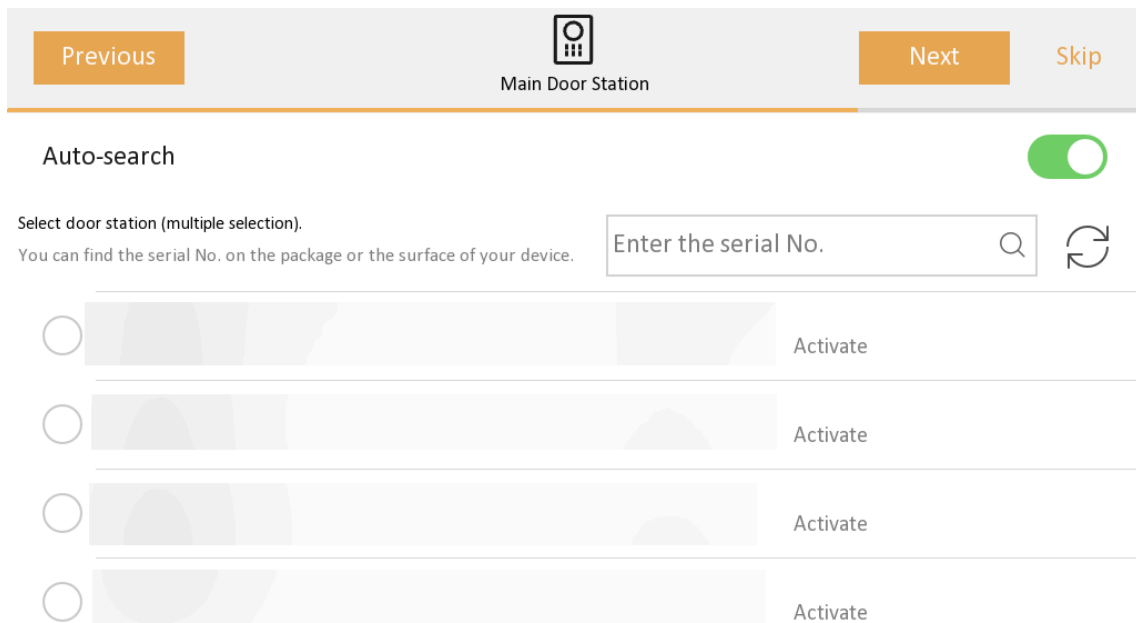 Previous
Main Door Station
Next
Skip
Auto-search
Select door station (multiple selection).
You can find the serial No. on the package or the surface of your device.
Enter the serial No.
Activate
Activate
Activate
Activate